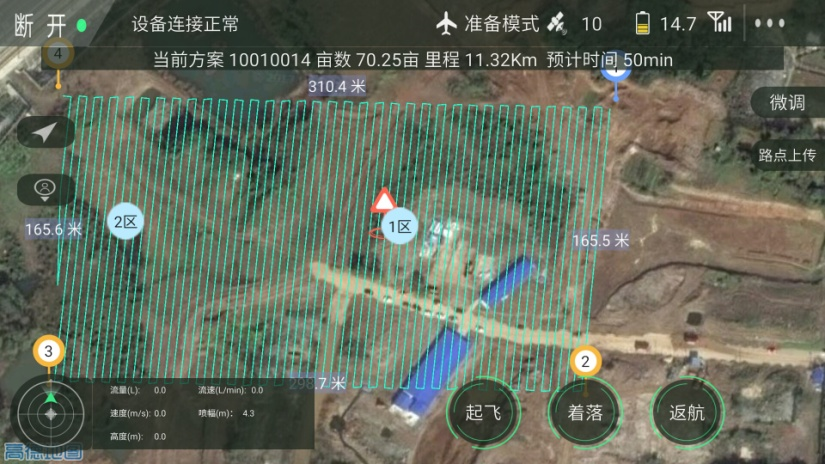 断 开
设备连接正常
准备模式
10
14.7
当前方案 10010014 亩数 70.25亩 里程 11.32Km 预计时间 50min
4
310.4 米
微调
路点上传
2区
1区
165.6 米
165.5 米
3
2
298.7 米
流量(L): 0.0 流速(L/min): 0.0
速度(m/s): 0.0 喷幅(m): 4.3
高度(m): 0.0
起飞
着落
返航
高德地图